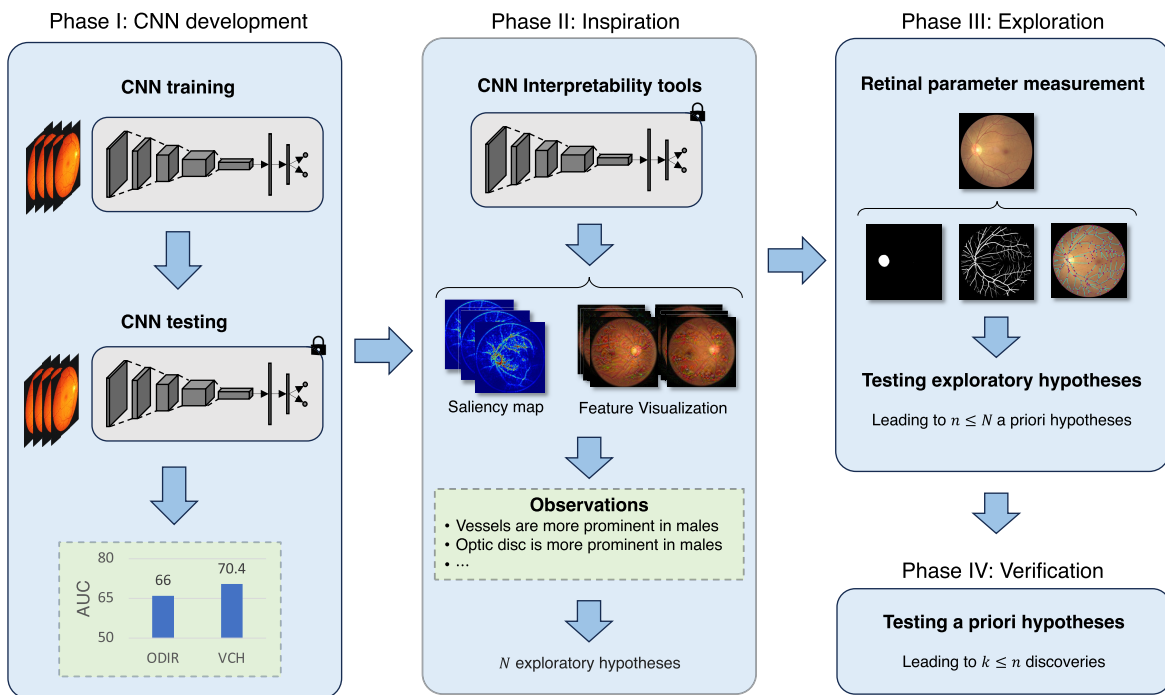 Phase I: CNN development
CNN training
CNN testing
80
65
50
AUC
66
70.4
ODIR
VCH
Phase II: Inspiration
CNN Interpretability tools
Saliency map
Feature Visualization
Observations
• Vessels are more prominent in males
• Optic disc is more prominent in males
• ...
N exploratory hypotheses
Phase III: Exploration
Retinal parameter measurement
Testing exploratory hypotheses
Leading to n ≤ N a priori hypotheses
Phase IV: Verification
Testing a priori hypotheses
Leading to k ≤ n discoveries